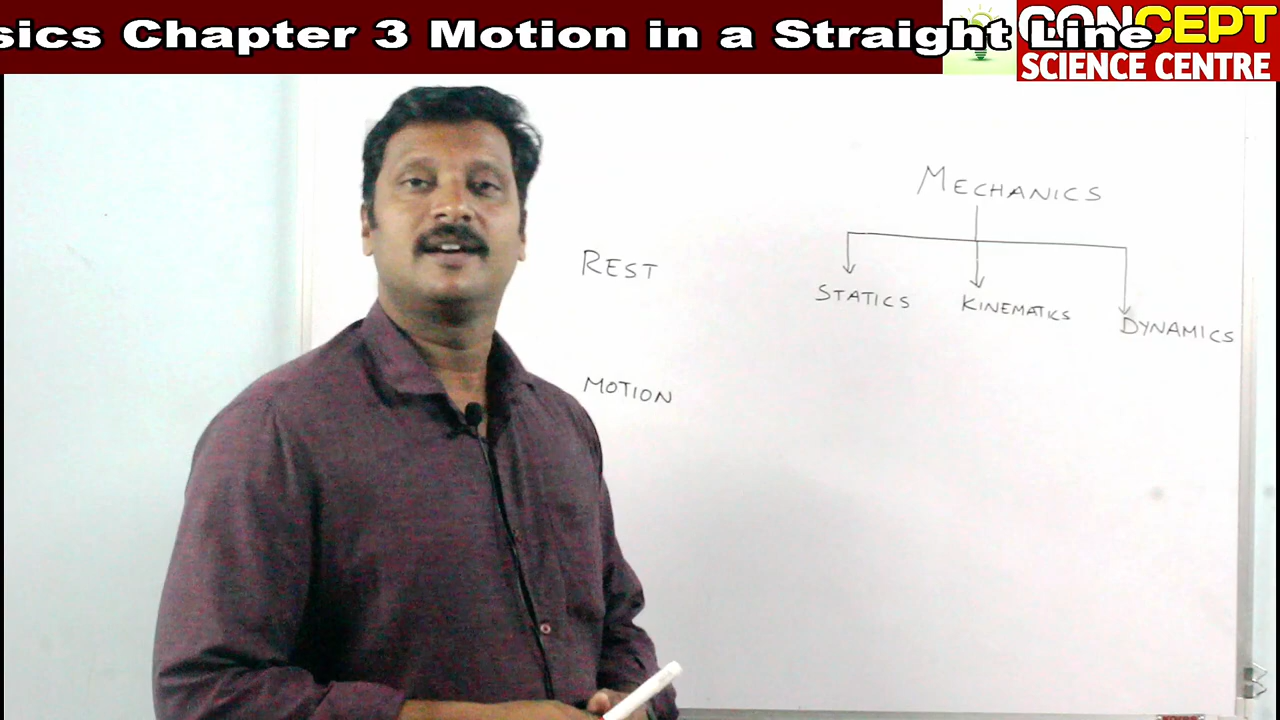 sics Chapter 3 Motion in a Straight Line
CONCEPT
SCIENCE CENTRE
MECHANICS
REST
STATICS
KINEMATICS
DYNAMICS
MOTION